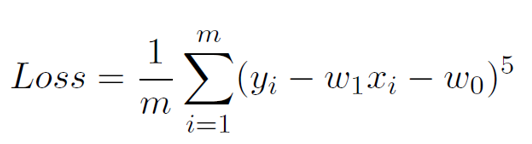 Loss = \frac{1}{m} \sum_{i=1}^{m} (y_i - w_1 x_i - w_0)^5